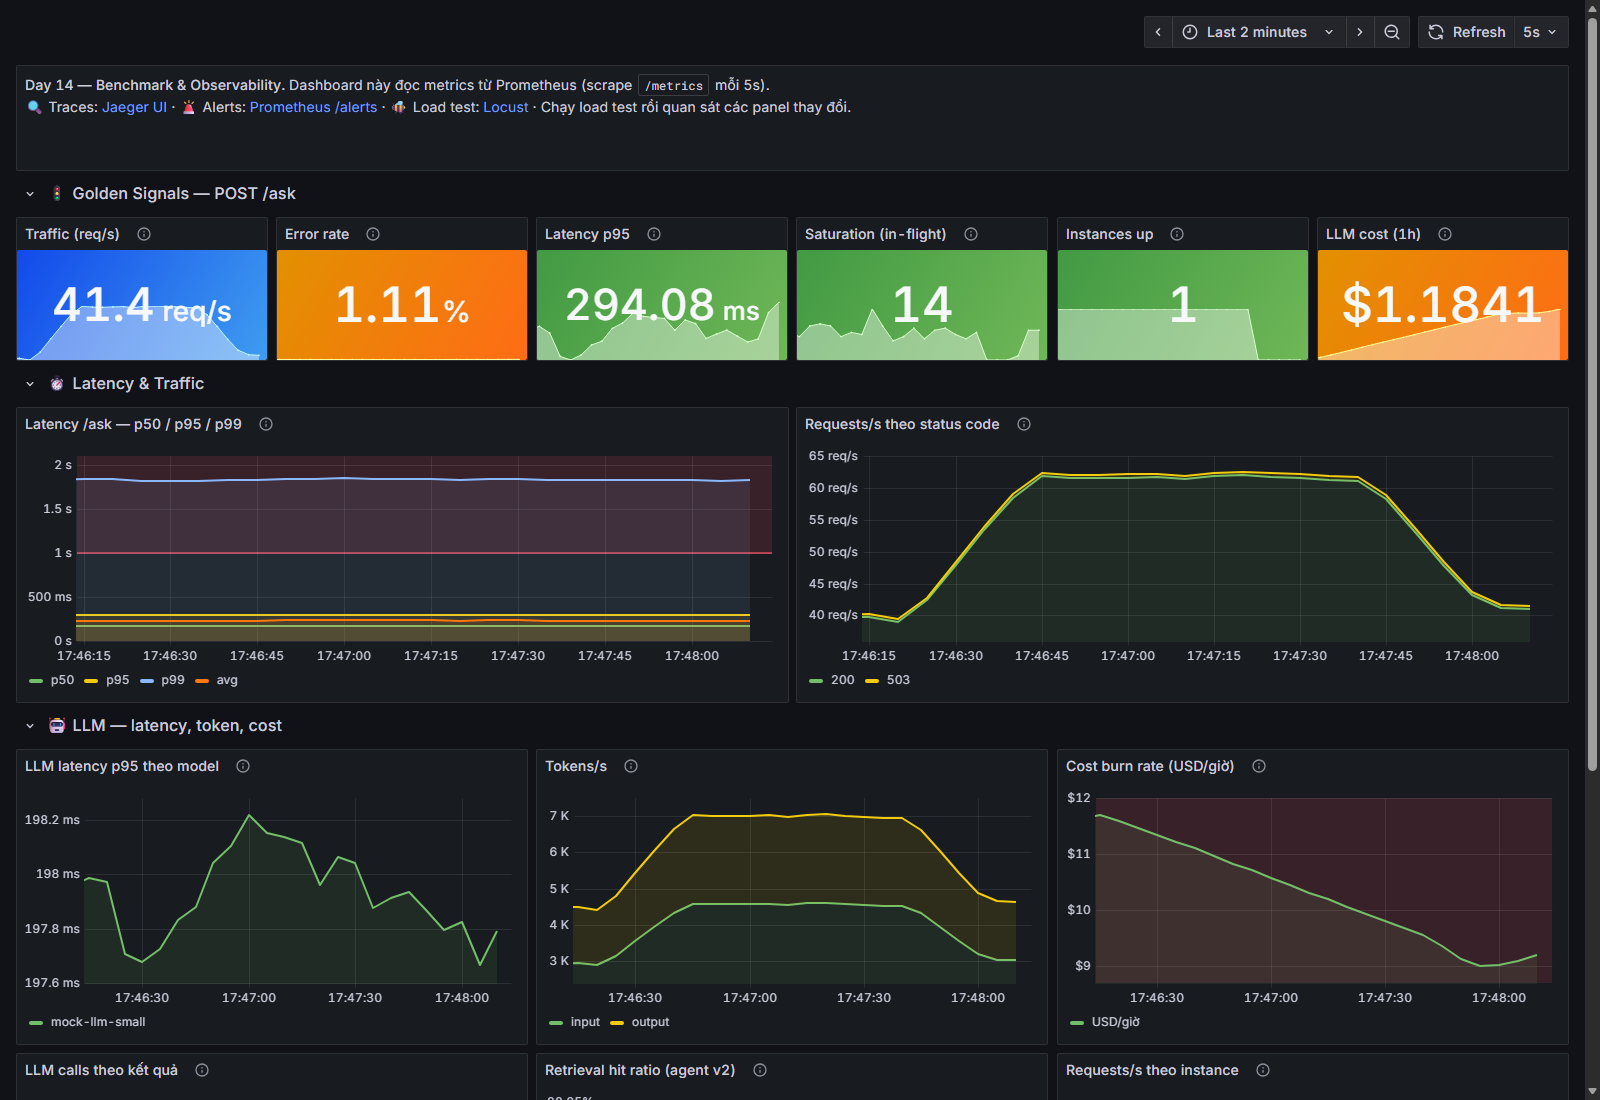 Last 2 minutes
Refresh
5s
Day 14 — Benchmark & Observability. Dashboard này đọc metrics từ Prometheus (scrape /metrics mỗi 5s).
Traces: Jaeger UI · Alerts: Prometheus /alerts · Load test: Locust · Chạy load test rồi quan sát các panel thay đổi.
Golden Signals — POST /ask
Traffic (req/s)
41.4 req/s
Error rate
1.11%
Latency p95
294.08 ms
Saturation (in-flight)
14
Instances up
1
LLM cost (1h)
$1.1841
Latency & Traffic
Latency /ask — p50 / p95 / p99
2 s
1.5 s
1 s
500 ms
0 s
17:46:15 17:46:30 17:46:45 17:47:00 17:47:15 17:47:30 17:47:45 17:48:00
p50 p95 p99 avg
Requests/s theo status code
65 req/s
60 req/s
55 req/s
50 req/s
45 req/s
40 req/s
17:46:15 17:46:30 17:46:45 17:47:00 17:47:15 17:47:30 17:47:45 17:48:00
200 503
LLM — latency, token, cost
LLM latency p95 theo model
198.2 ms
198 ms
197.8 ms
197.6 ms
17:46:30 17:47:00 17:47:30 17:48:00
mock-llm-small
Tokens/s
7 K
6 K
5 K
4 K
3 K
17:46:30 17:47:00 17:47:30 17:48:00
input output
Cost burn rate (USD/giờ)
$12
$11
$10
$9
17:46:30 17:47:00 17:47:30 17:48:00
USD/giờ
LLM calls theo kết quả
Retrieval hit ratio (agent v2)
Requests/s theo instance